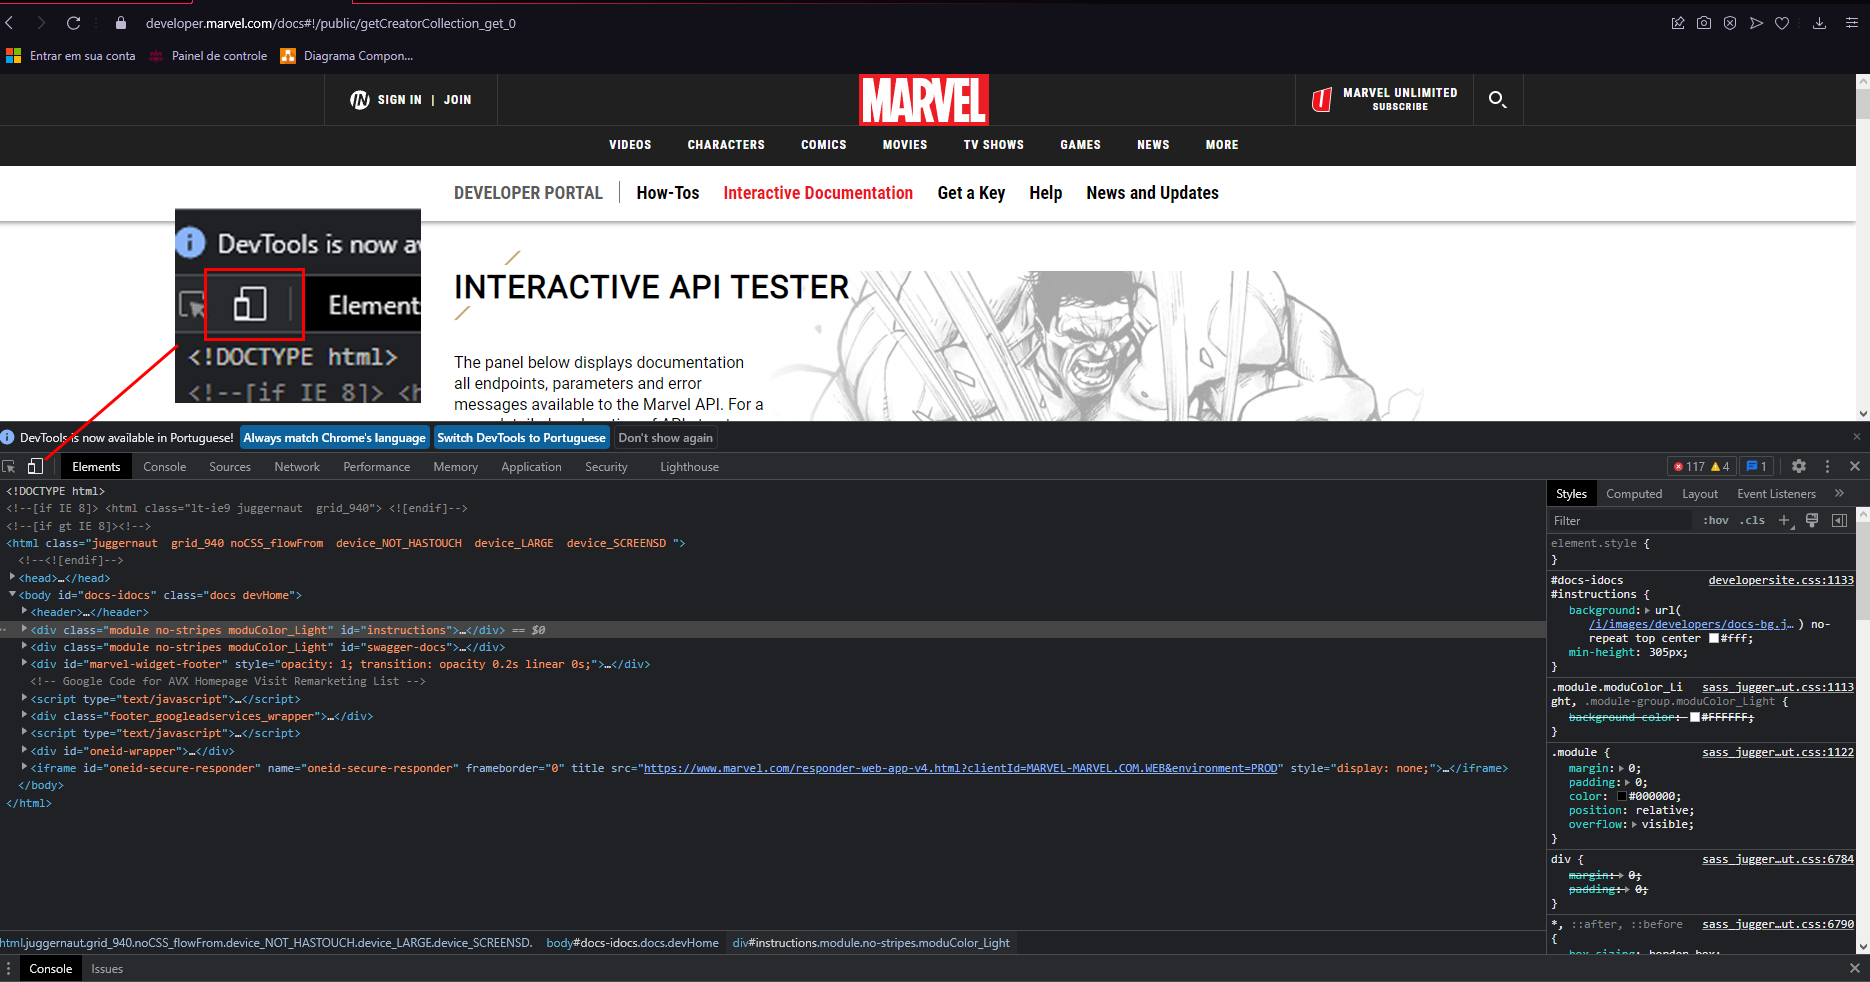 developer.marvel.com/docs#!/public/getCreatorCollection_get_0
Entrar em sua conta
Painel de controle
Diagrama Compon...
IN SIGN IN | JOIN
MARVEL
MARVEL UNLIMITED
SUBSCRIBE
VIDEOS CHARACTERS COMICS MOVIES TV SHOWS GAMES NEWS MORE
DEVELOPER PORTAL How-Tos Interactive Documentation Get a Key Help News and Updates
DevTools is now av
Element
<!DOCTYPE html>
<!--[if IE 8]> <h
INTERACTIVE API TESTER
The panel below displays documentation
all endpoints, parameters and error
messages available to the Marvel API. For a
DevTools is now available in Portuguese! Always match Chrome's language Switch DevTools to Portuguese Don't show again
Elements Console Sources Network Performance Memory Application Security Lighthouse 117 4 1
<!DOCTYPE html>
<!--[if IE 8]> <html class="lt-ie9 juggernaut  grid_940"> <![endif]-->
<!--[if gt IE 8]><!-->
<html class="juggernaut  grid_940 noCSS_flowFrom  device_NOT_HASTOUCH  device_LARGE  device_SCREENSD ">
<!--<![endif]-->
<head>…</head>
<body id="docs-idocs" class="docs devHome">
<header>…</header>
<div class="module no-stripes moduColor_Light" id="instructions">…</div> == $0
<div class="module no-stripes moduColor_Light" id="swagger-docs">…</div>
<div id="marvel-widget-footer" style="opacity: 1; transition: opacity 0.2s linear 0s;">…</div>
<!-- Google Code for AVX Homepage Visit Remarketing List -->
<script type="text/javascript">…</script>
<div class="footer_googleadservices_wrapper">…</div>
<script type="text/javascript">…</script>
<div id="oneid-wrapper">…</div>
<iframe id="oneid-secure-responder" name="oneid-secure-responder" frameborder="0" title src="https://www.marvel.com/responder-web-app-v4.html?clientId=MARVEL-MARVEL.COM.WEB&environment=PROD" style="display: none;">…</iframe>
</body>
</html>
Styles Computed Layout Event Listeners
Filter :hov .cls
element.style {
}
#docs-idocs developersite.css:1133
#instructions {
background: url(
/i/images/developers/docs-bg.j… ) no-
repeat top center #fff;
min-height: 305px;
}
.module.moduColor_Li sass_jugger…ut.css:1113
ght, .module-group.moduColor_Light {
background-color: #FFFFFF;
}
.module { sass_jugger…ut.css:1122
margin: 0;
padding: 0;
color: #000000;
position: relative;
overflow: visible;
}
div { sass_jugger…ut.css:6784
margin: 0;
padding: 0;
}
*, ::after, ::before sass_jugger…ut.css:6790
{
box-sizing: border-box;
html.juggernaut.grid_940.noCSS_flowFrom.device_NOT_HASTOUCH.device_LARGE.device_SCREENSD. body#docs-idocs.docs.devHome div#instructions.module.no-stripes.moduColor_Light
Console Issues